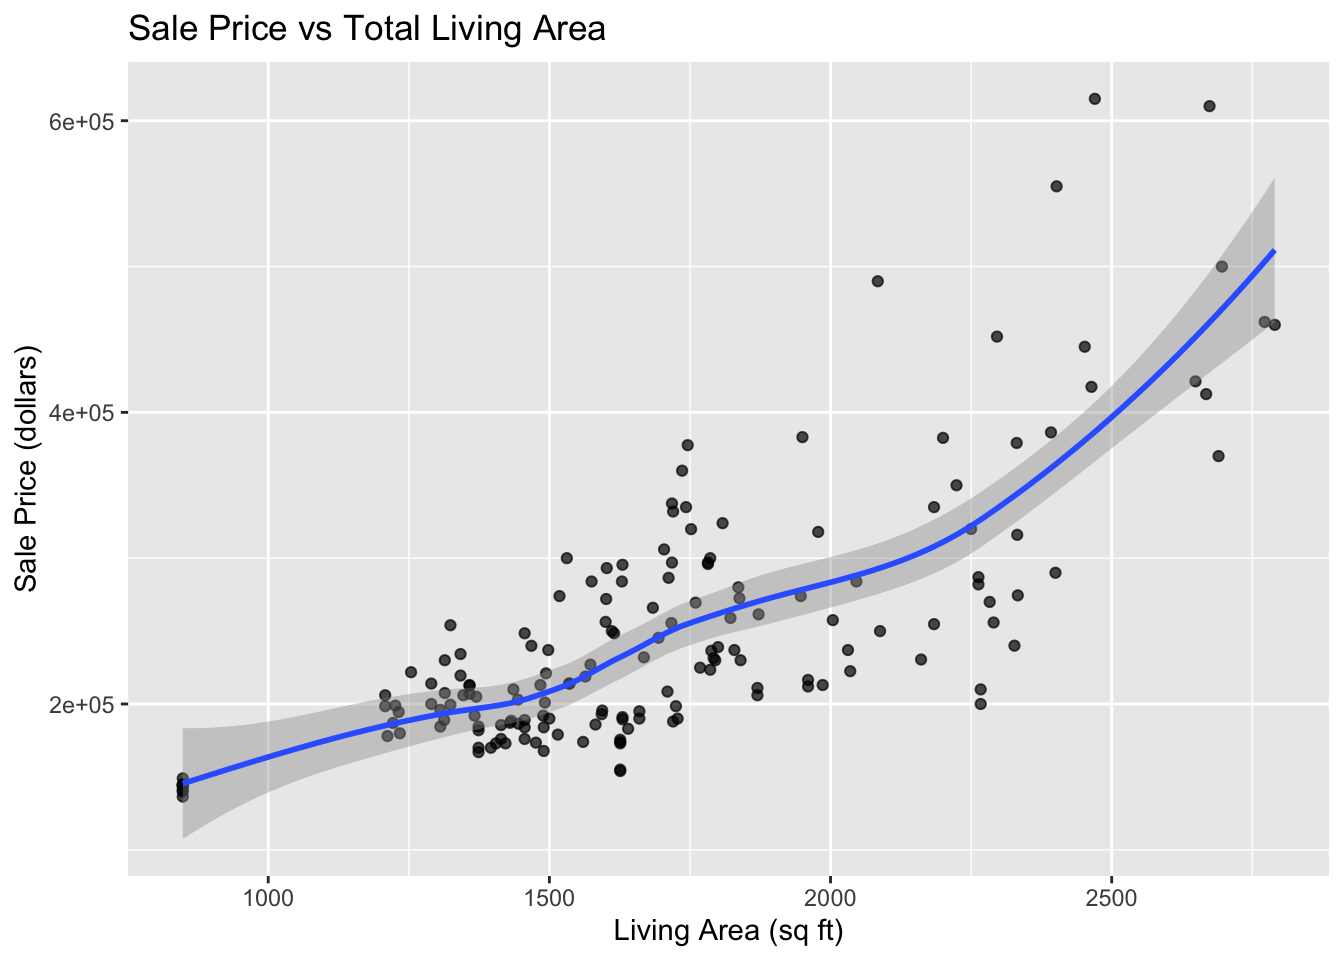 Sale Price vs Total Living Area
Sale Price (dollars)
6e+05
4e+05
2e+05
1000 1500 2000 2500
Living Area (sq ft)